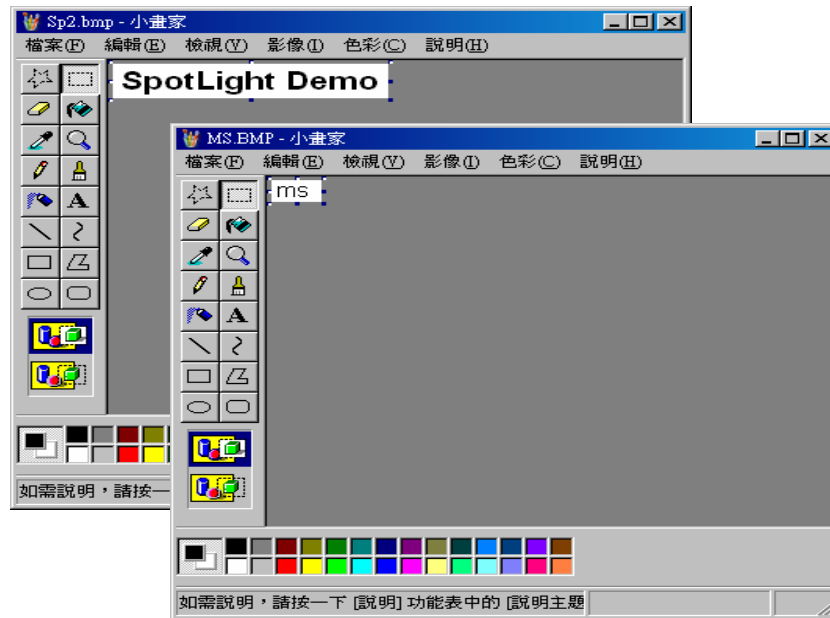 Sp2.bmp - 小畫家
檔案(F) 編輯(E) 檢視(V) 影像(I) 色彩(C) 說明(H)
SpotLight Demo
如需說明，請按一
MS.BMP - 小畫家
檔案(F) 編輯(E) 檢視(V) 影像(I) 色彩(C) 說明(H)
ms
A
A
如需說明，請按一下 [說明] 功能表中的 [說明主題